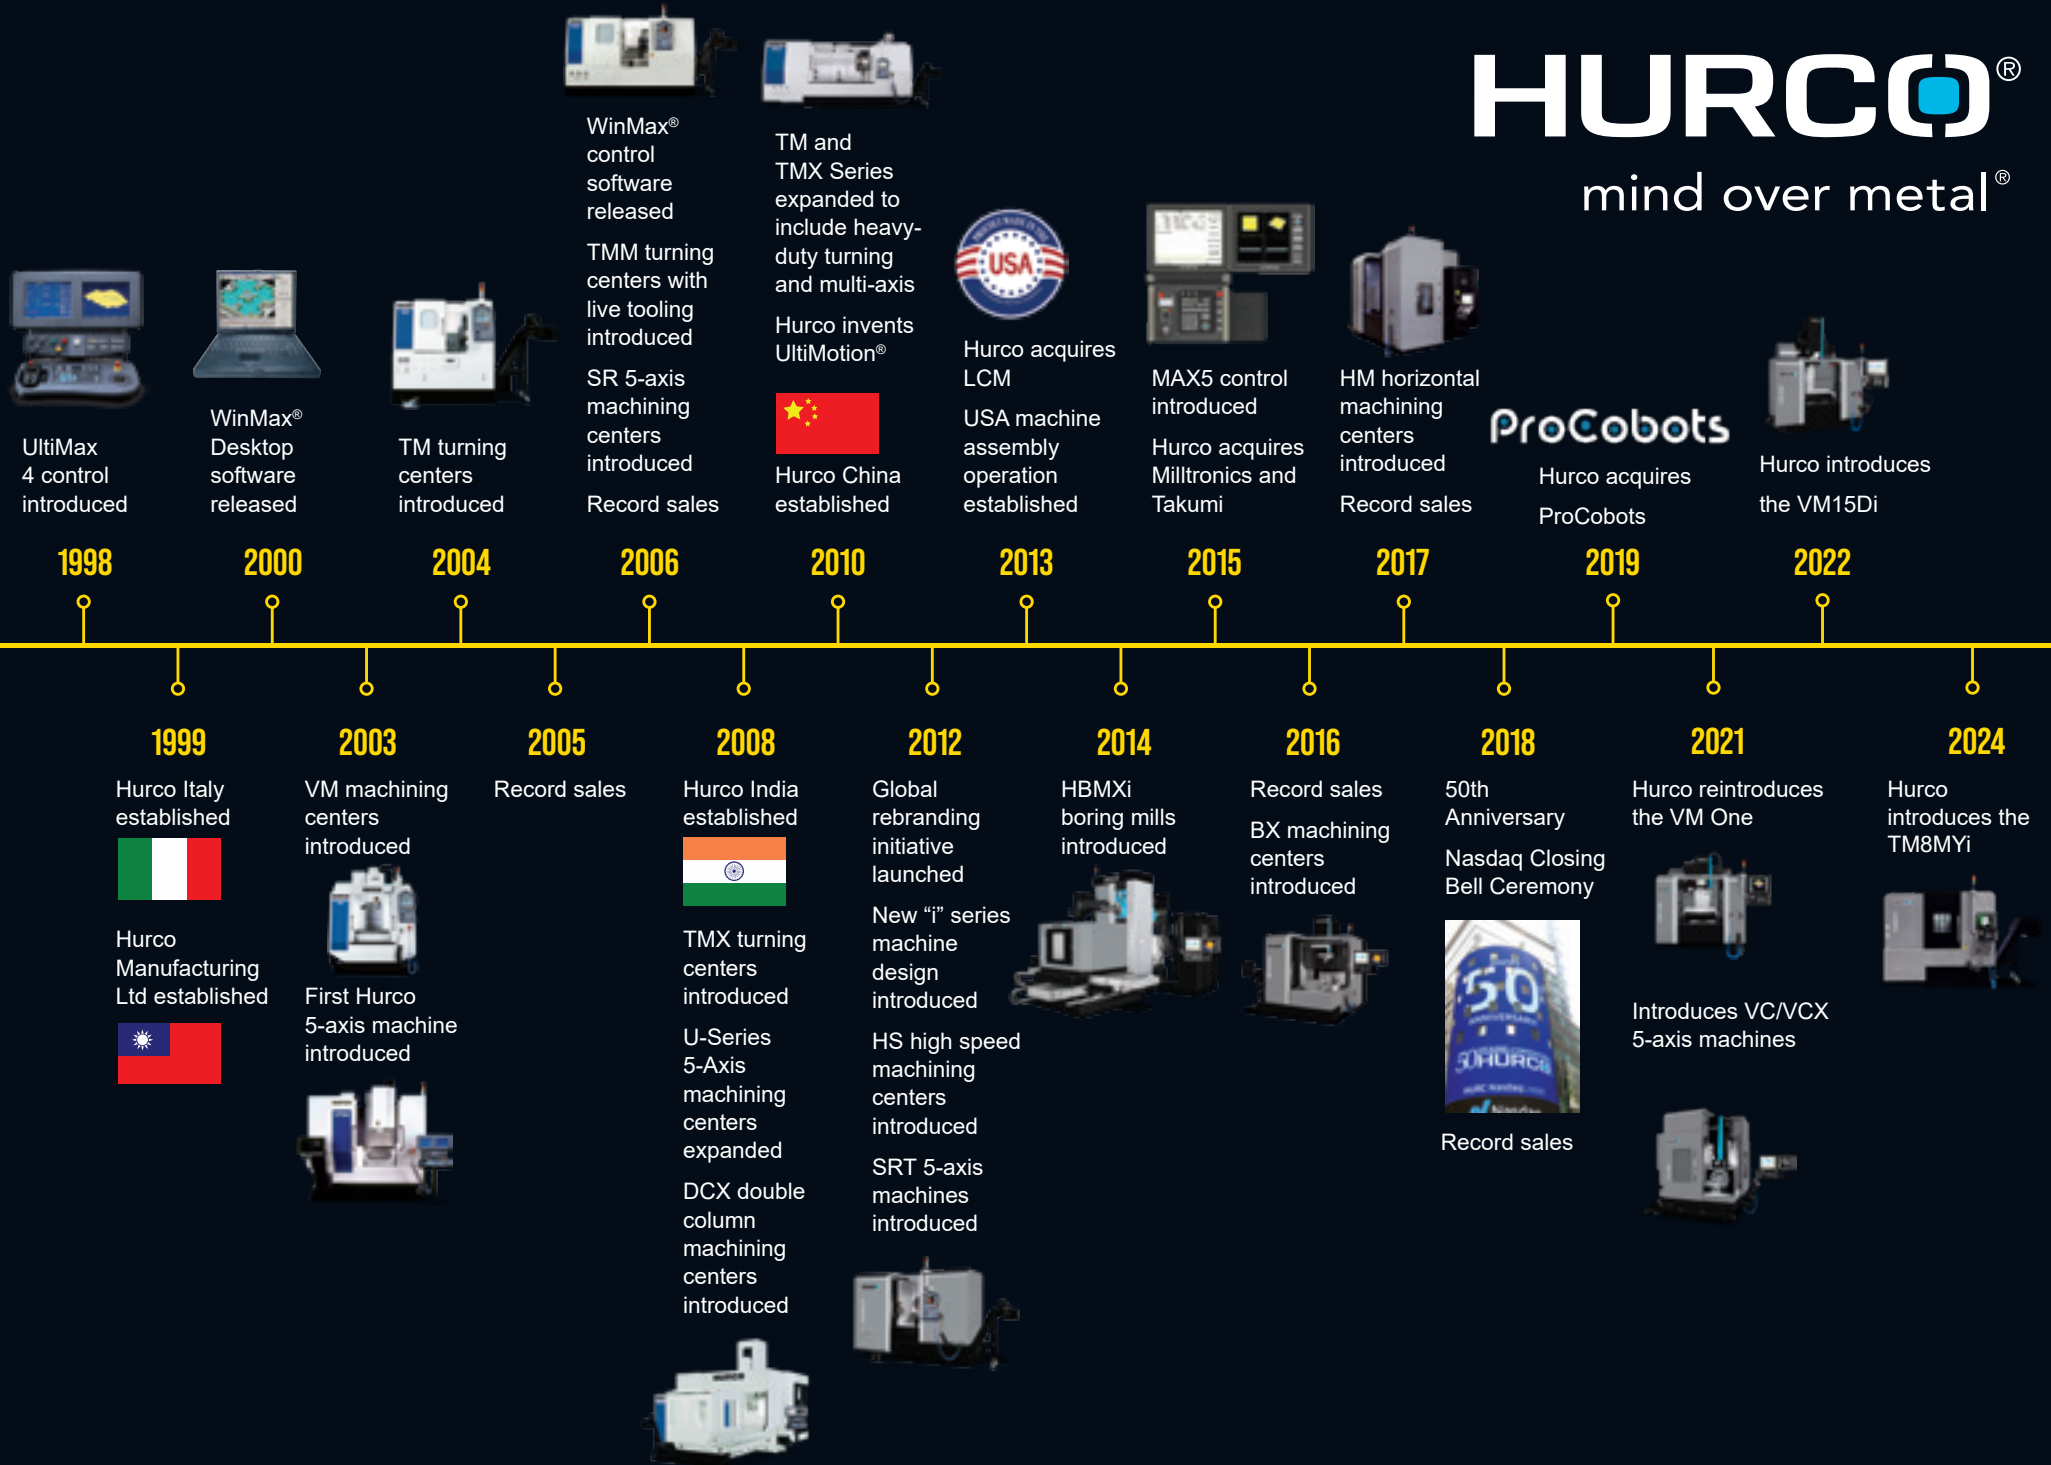 HURCO®
mind over metal®
WinMax®
control
software
released
TMM turning
centers with
live tooling
introduced
SR 5-axis
machining
centers
introduced
Record sales
TM and
TMX Series
expanded to
include heavy-
duty turning
and multi-axis
Hurco invents
UltiMotion®
Hurco China
established
USA
Hurco acquires
LCM
USA machine
assembly
operation
established
UltiMax
4 control
introduced
WinMax®
Desktop
software
released
TM turning
centers
introduced
MAX5 control
introduced
Hurco acquires
Milltronics and
Takumi
HM horizontal
machining
centers
introduced
Record sales
ProCobots
Hurco acquires
ProCobots
Hurco introduces
the VM15Di
1998
2000
2004
2006
2010
2013
2015
2017
2019
2022
1999
2003
2005
2008
2012
2014
2016
2018
2021
2024
Hurco Italy
established
Hurco
Manufacturing
Ltd established
VM machining
centers
introduced
First Hurco
5-axis machine
introduced
Record sales
Hurco India
established
TMX turning
centers
introduced
U-Series
5-Axis
machining
centers
expanded
DCX double
column
machining
centers
introduced
HURCO
Global
rebranding
initiative
launched
New “i” series
machine
design
introduced
HS high speed
machining
centers
introduced
SRT 5-axis
machines
introduced
HBMXi
boring mills
introduced
Record sales
BX machining
centers
introduced
50th
Anniversary
Nasdaq Closing
Bell Ceremony
50
ANNIVERSARY
HURCO
Nasdaq
Record sales
Hurco reintroduces
the VM One
Introduces VC/VCX
5-axis machines
Hurco
introduces the
TM8MYi